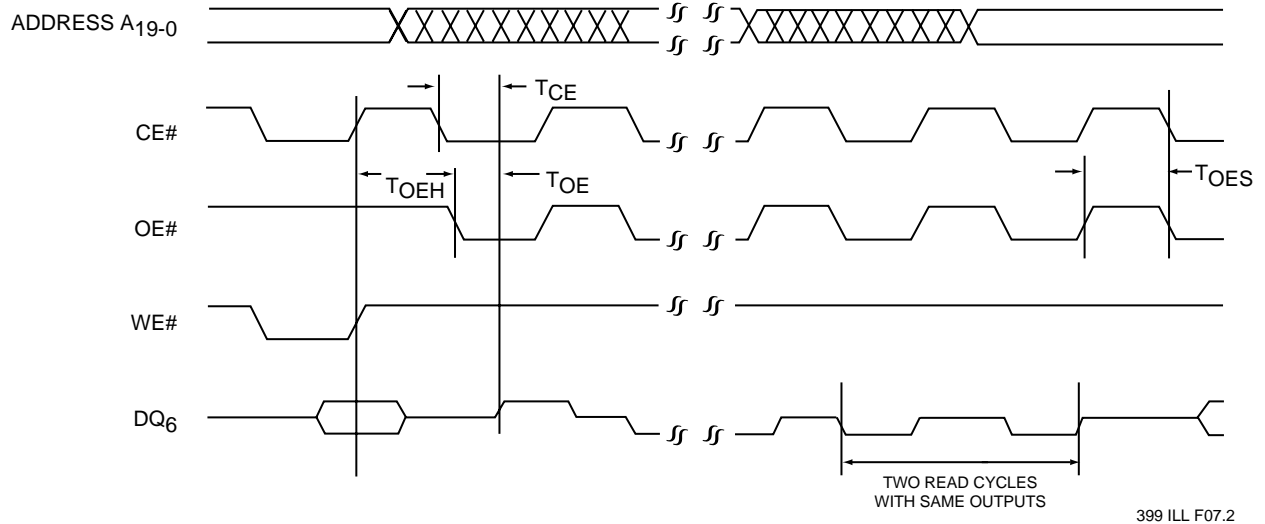 ADDRESS A19-0
TCE
CE#
TOEH
TOE
TOES
OE#
WE#
DQ6
TWO READ CYCLES
WITH SAME OUTPUTS
399 ILL F07.2